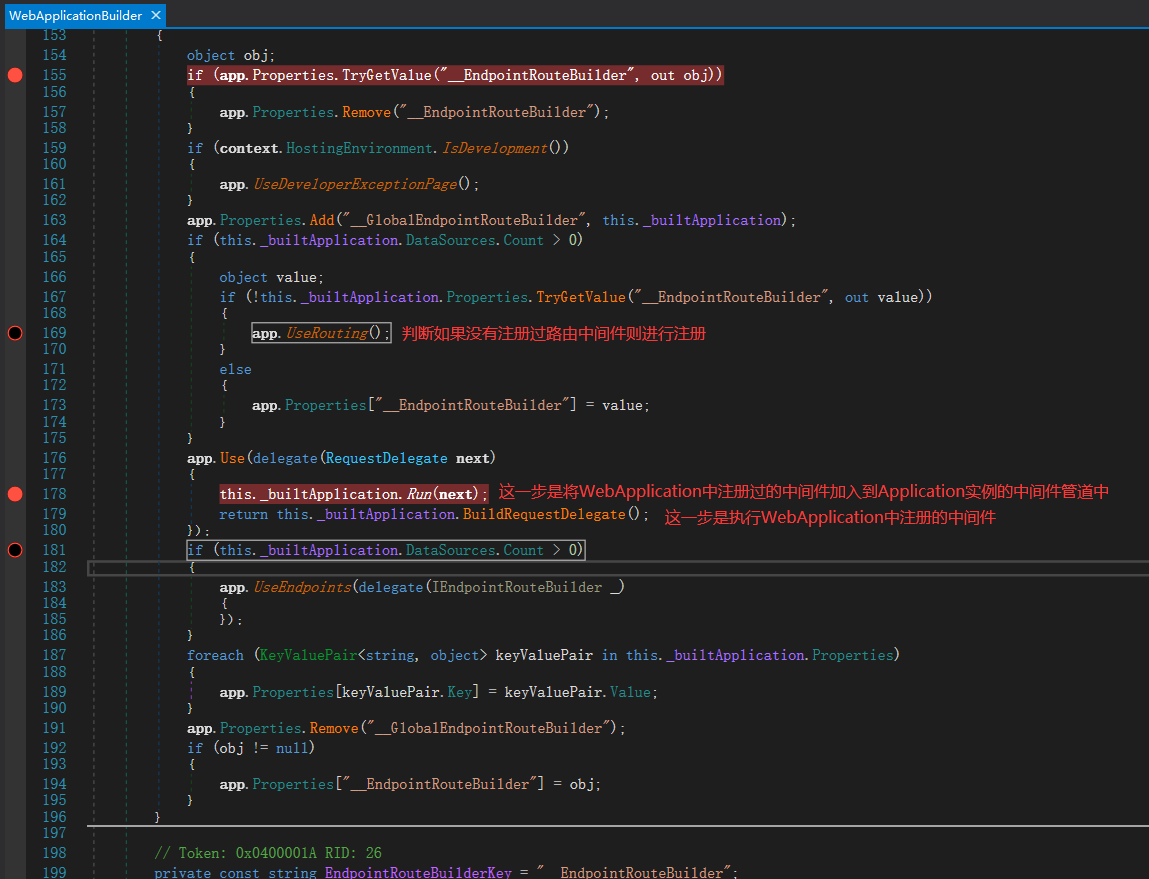 WebApplicationBuilder ×
153 {
154 object obj;
155 if (app.Properties.TryGetValue("__EndpointRouteBuilder", out obj))
156 {
157 app.Properties.Remove("__EndpointRouteBuilder");
158 }
159 if (context.HostingEnvironment.IsDevelopment())
160 {
161 app.UseDeveloperExceptionPage();
162 }
163 app.Properties.Add("__GlobalEndpointRouteBuilder", this._builtApplication);
164 if (this._builtApplication.DataSources.Count > 0)
165 {
166 object value;
167 if (!this._builtApplication.Properties.TryGetValue("__EndpointRouteBuilder", out value))
168 {
169 app.UseRouting(); 判断如果没有注册过路由中间件则进行注册
170 }
171 else
172 {
173 app.Properties["__EndpointRouteBuilder"] = value;
174 }
175 }
176 app.Use(delegate(RequestDelegate next)
177 {
178 this._builtApplication.Run(next); 这一步是将WebApplication中注册过的中间件加入到Application实例的中间件管道中
179 return this._builtApplication.BuildRequestDelegate(); 这一步是执行WebApplication中注册的中间件
180 });
181 if (this._builtApplication.DataSources.Count > 0)
182 {
183 app.UseEndpoints(delegate(IEndpointRouteBuilder _)
184 {
185 });
186 }
187 foreach (KeyValuePair<string, object> keyValuePair in this._builtApplication.Properties)
188 {
189 app.Properties[keyValuePair.Key] = keyValuePair.Value;
190 }
191 app.Properties.Remove("__GlobalEndpointRouteBuilder");
192 if (obj != null)
193 {
194 app.Properties["__EndpointRouteBuilder"] = obj;
195 }
196 }
197
198 // Token: 0x0400001A RID: 26
199 private const string EndpointRouteBuilderKey = "__EndpointRouteBuilder";